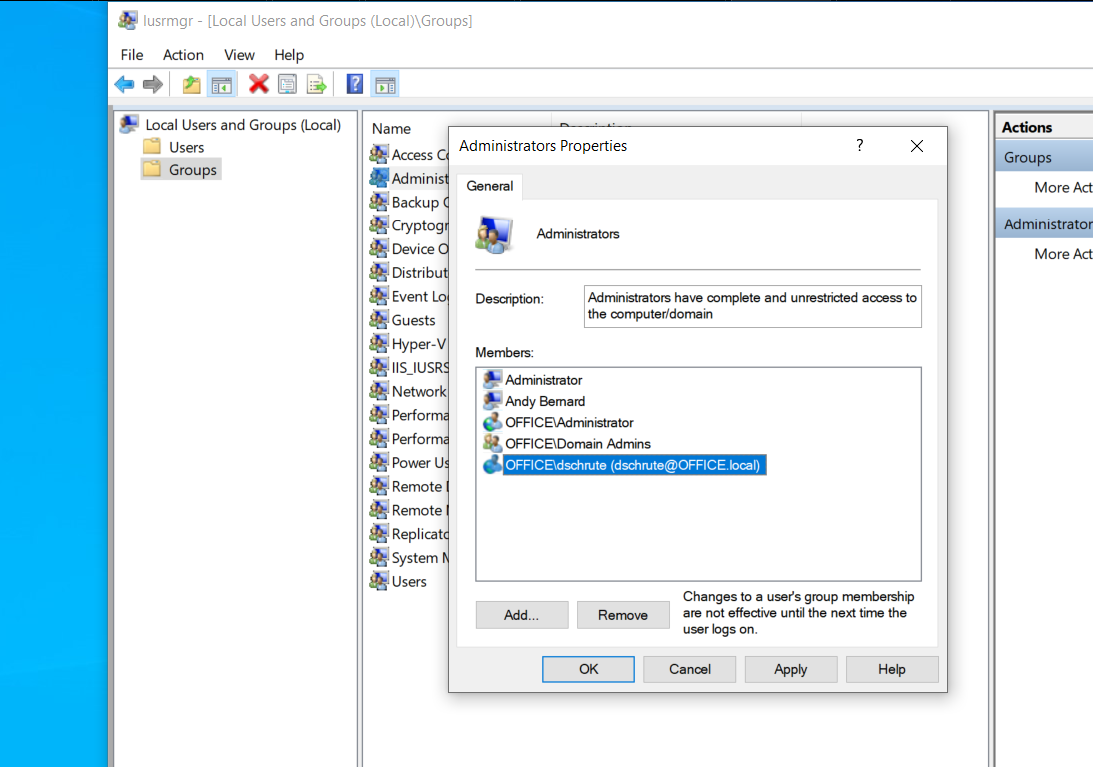 lusrmgr - [Local Users and Groups (Local)\Groups]
File Action View Help
Local Users and Groups (Local)
Users
Groups
Name
Description
Access Co
Administ
Backup O
Cryptogr
Device O
Distribut
Event Log
Guests
Hyper-V
IIS_IUSRS
Network
Performa
Performa
Power Us
Remote D
Remote M
Replicato
System M
Users
Administrators Properties
?
General
Administrators
Description:
Administrators have complete and unrestricted access to
the computer/domain
Members:
Administrator
Andy Bernard
OFFICE\Administrator
OFFICE\Domain Admins
OFFICE\dschrute (dschrute@OFFICE.local)
Add...
Remove
Changes to a user's group membership
are not effective until the next time the
user logs on.
OK
Cancel
Apply
Help
Actions
Groups
More Act
Administrator
More Act